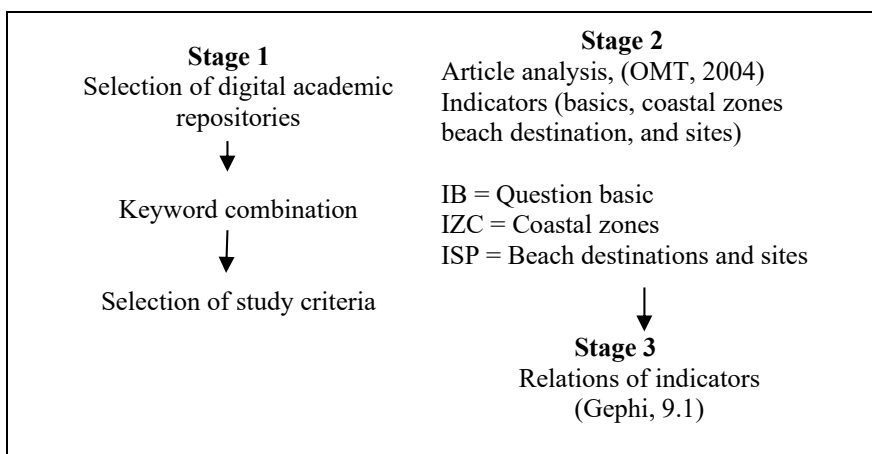 Stage 1
Selection of digital academic
repositories
Keyword combination
Selection of study criteria
Stage 2
Article analysis, (OMT, 2004)
Indicators (basics, coastal zones
beach destination, and sites)
IB = Question basic
IZC = Coastal zones
ISP = Beach destinations and sites
Stage 3
Relations of indicators
(Gephi, 9.1)